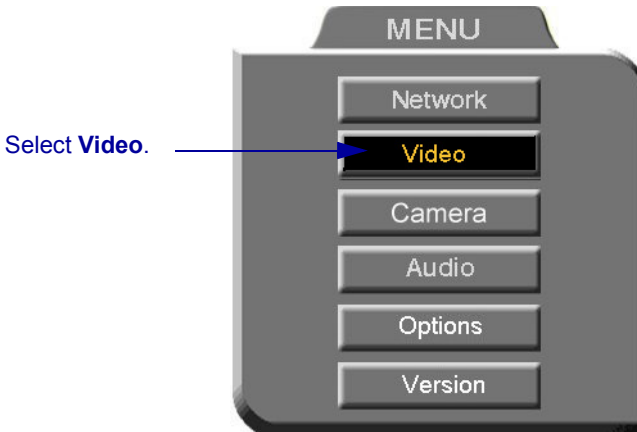 MENU
Network
Select Video.
Video
Camera
Audio
Options
Version